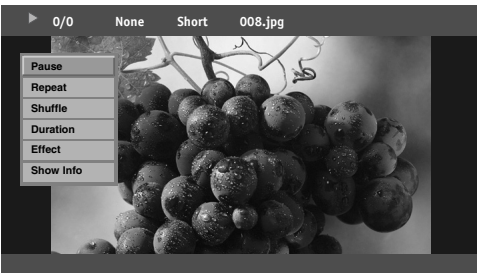 0/0 None Short 008.jpg
Pause
Repeat
Shuffle
Duration
Effect
Show Info